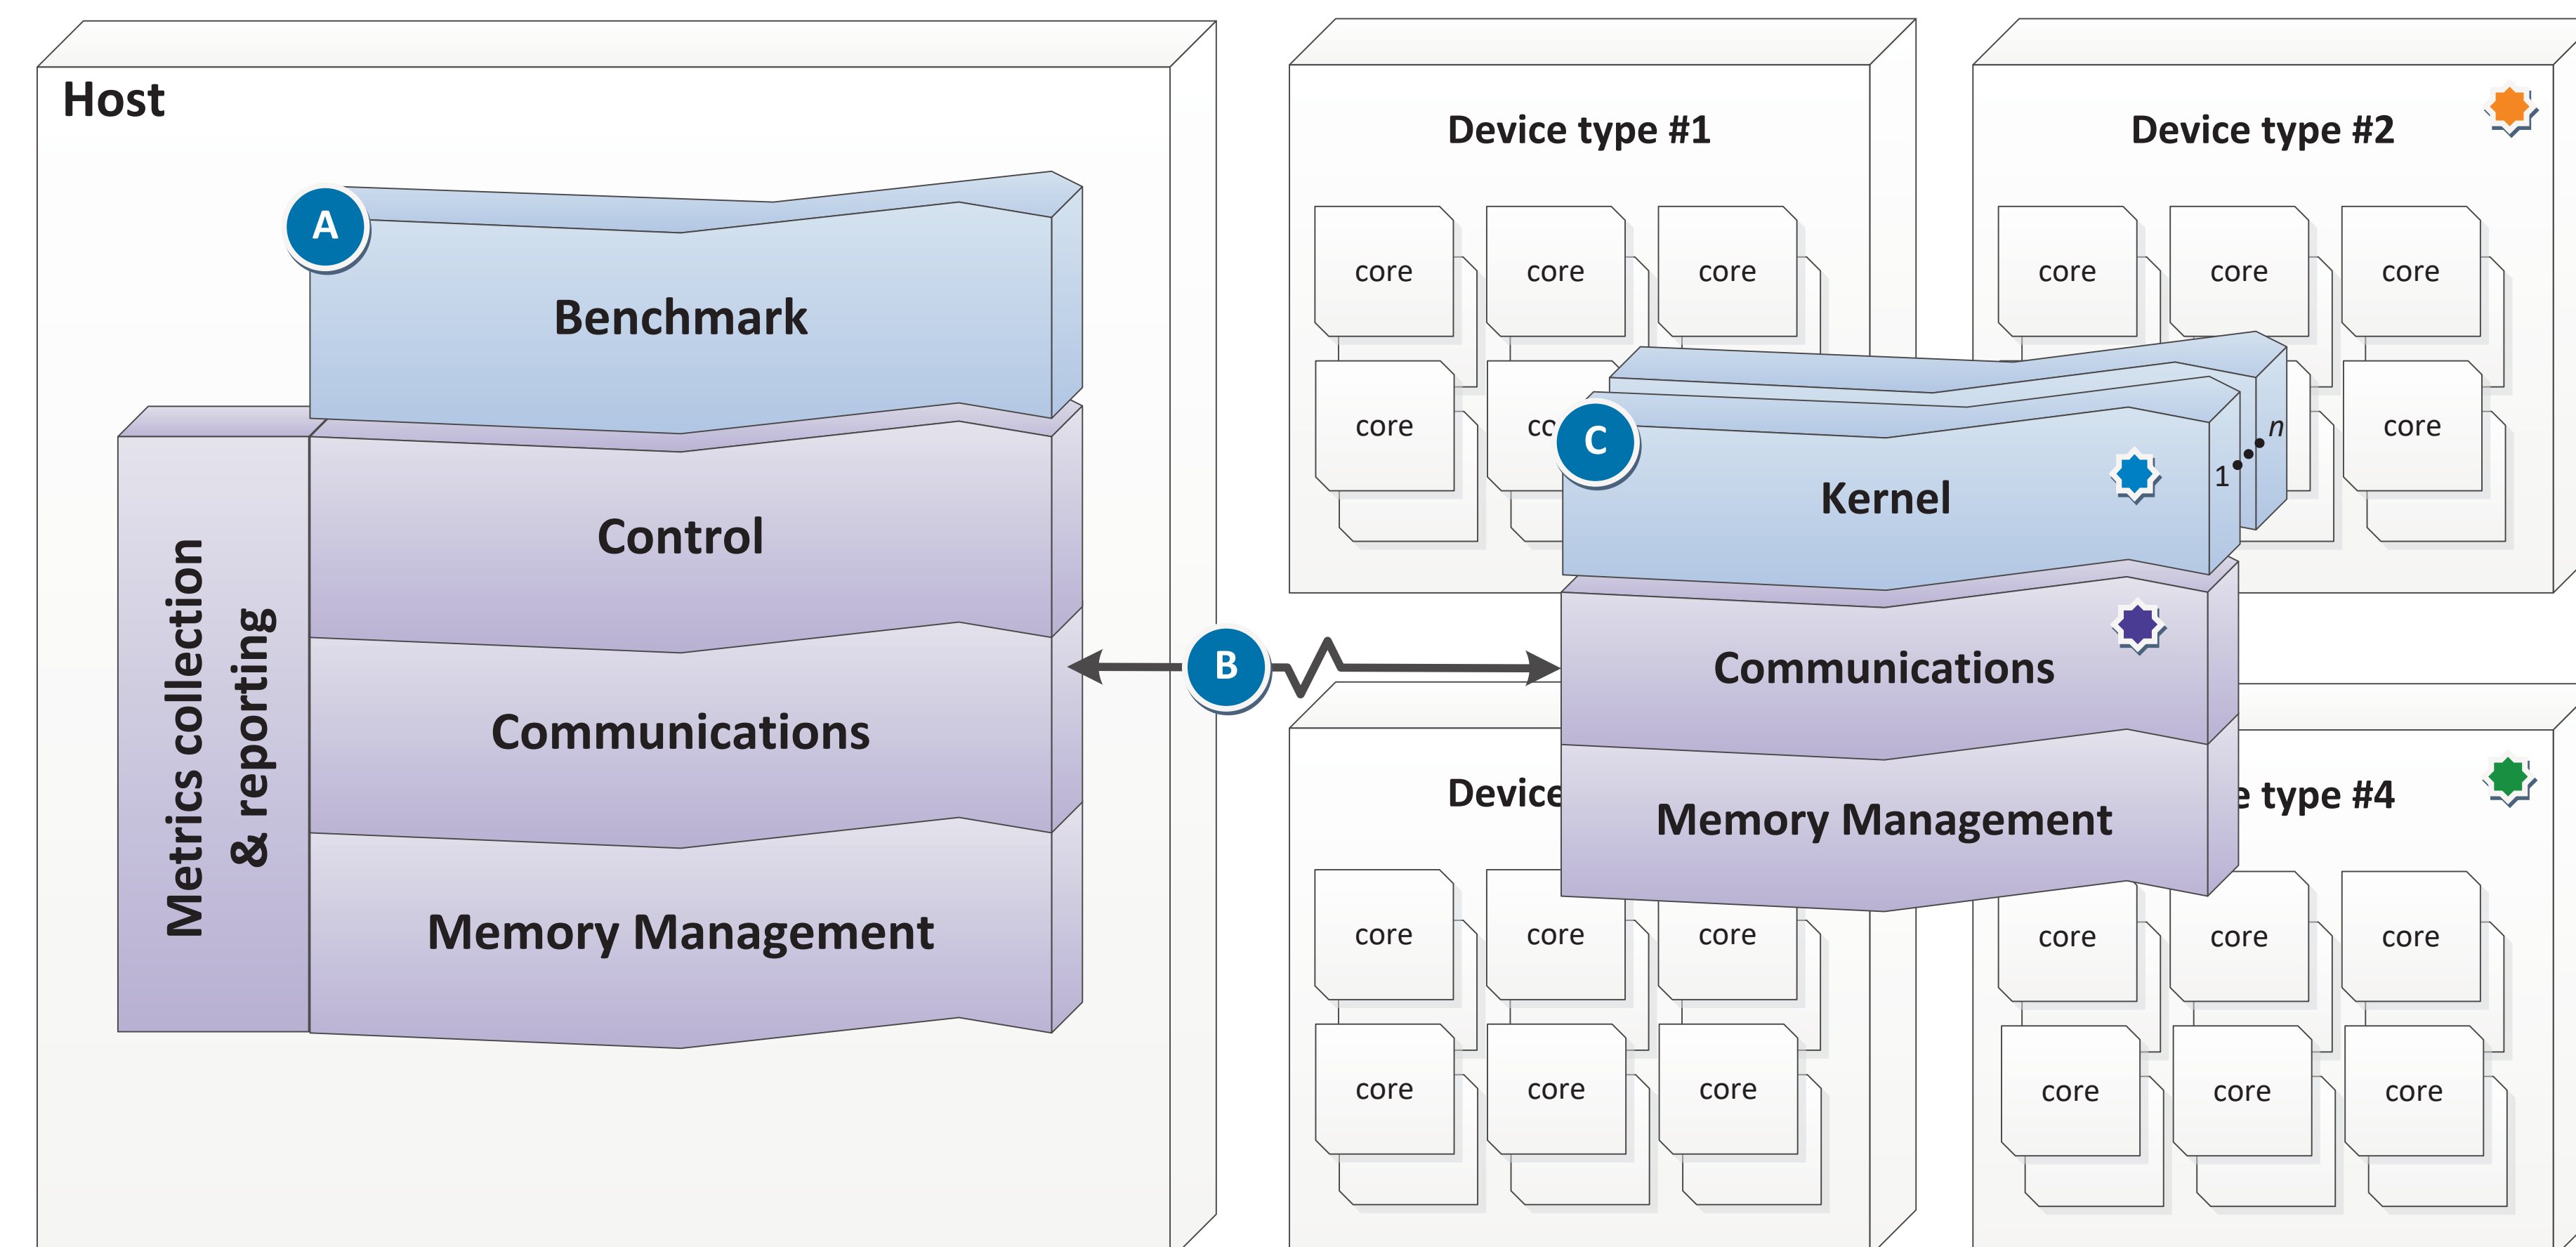 Host
A
Benchmark
Control
Communications
Memory Management
Metrics collection
& reporting
B
Device type #1
core
core
core
core
Device type #2
core
core
core
core
C
Kernel
1
n
Communications
Memory Management
Device
core
core
core
core
core
core
type #4
core
core
core
core
core
core